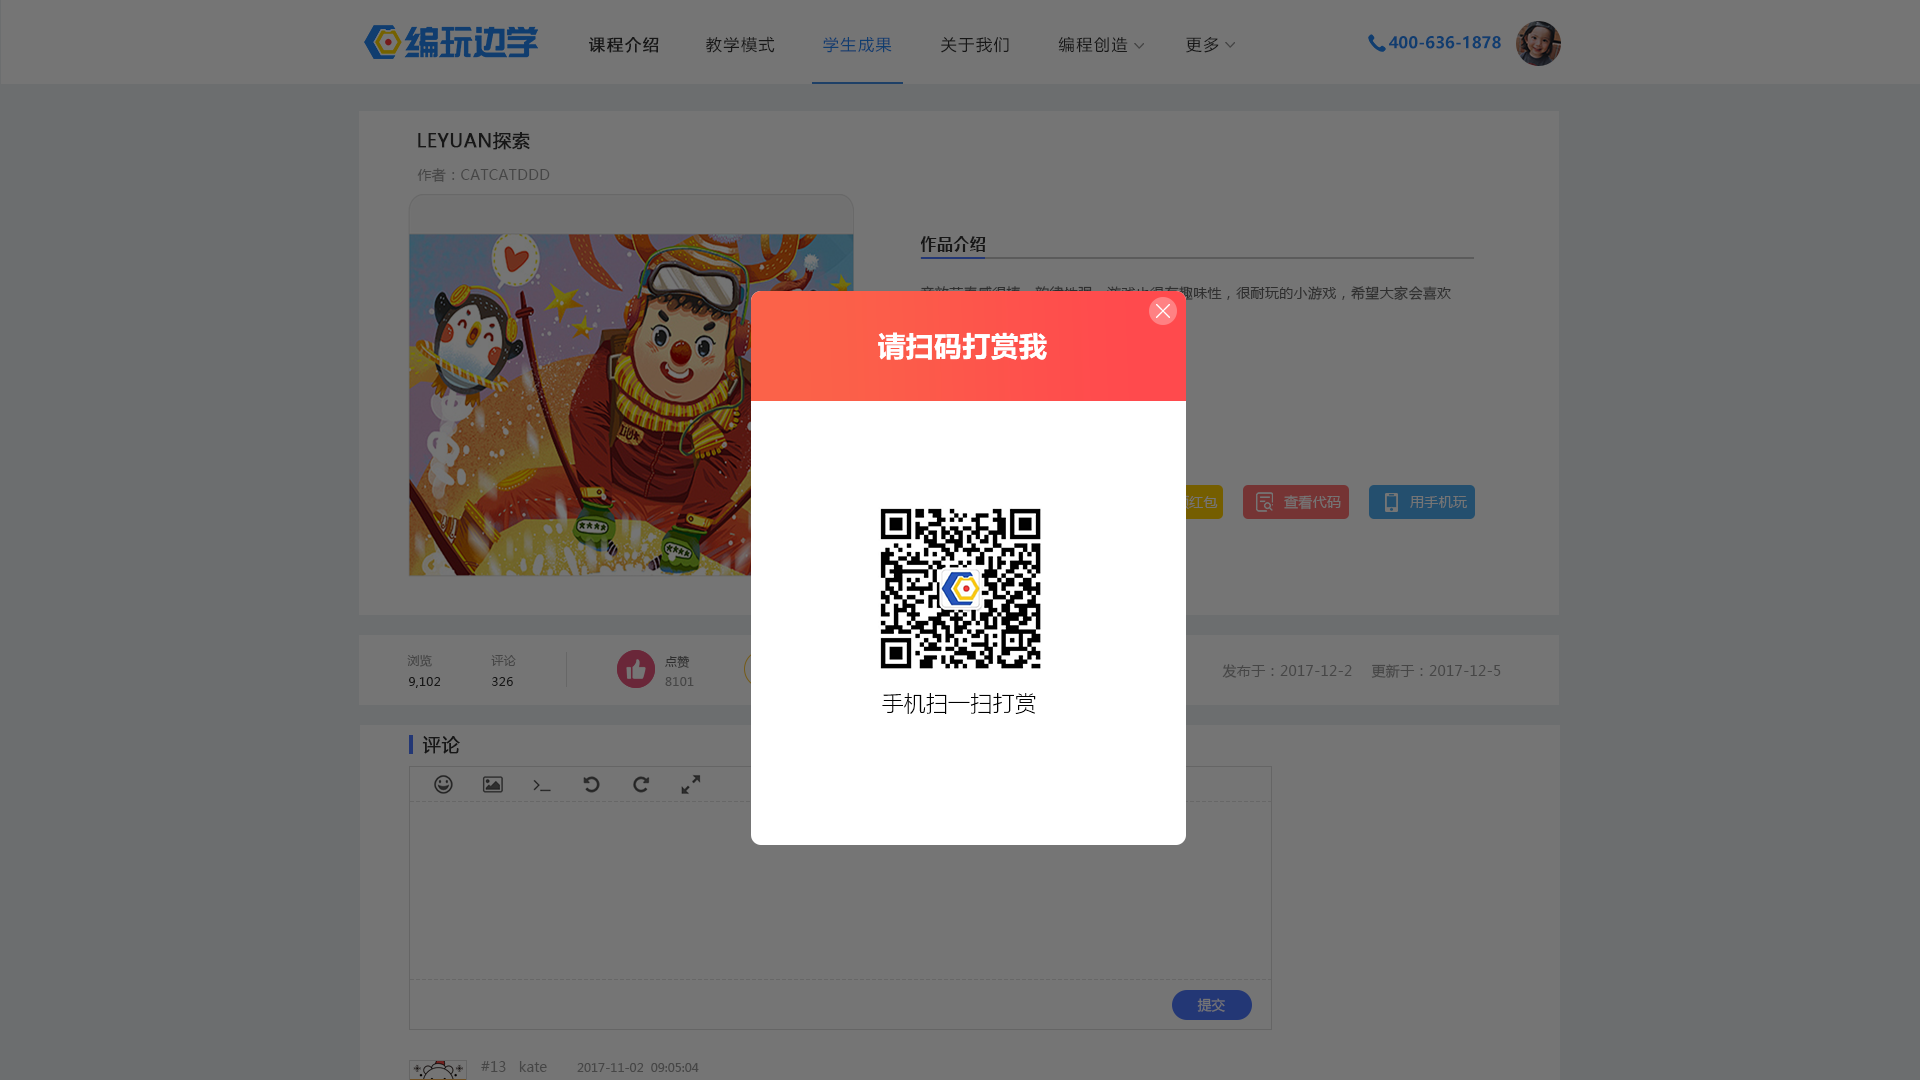 编玩边学
课程介绍
教学模式
学生成果
关于我们
编程创造
更多
400-636-1878
LEYUAN探索
作者：CATCATDDD
作品介绍
趣味性，很耐玩的小游戏，希望大家会喜欢
请扫码打赏我
红包
查看代码
用手机玩
手机扫一扫打赏
浏览
9,102
评论
326
点赞
8101
发布于：2017-12-2
更新于：2017-12-5
评论
提交
#13 kate 2017-11-02 09:05:04